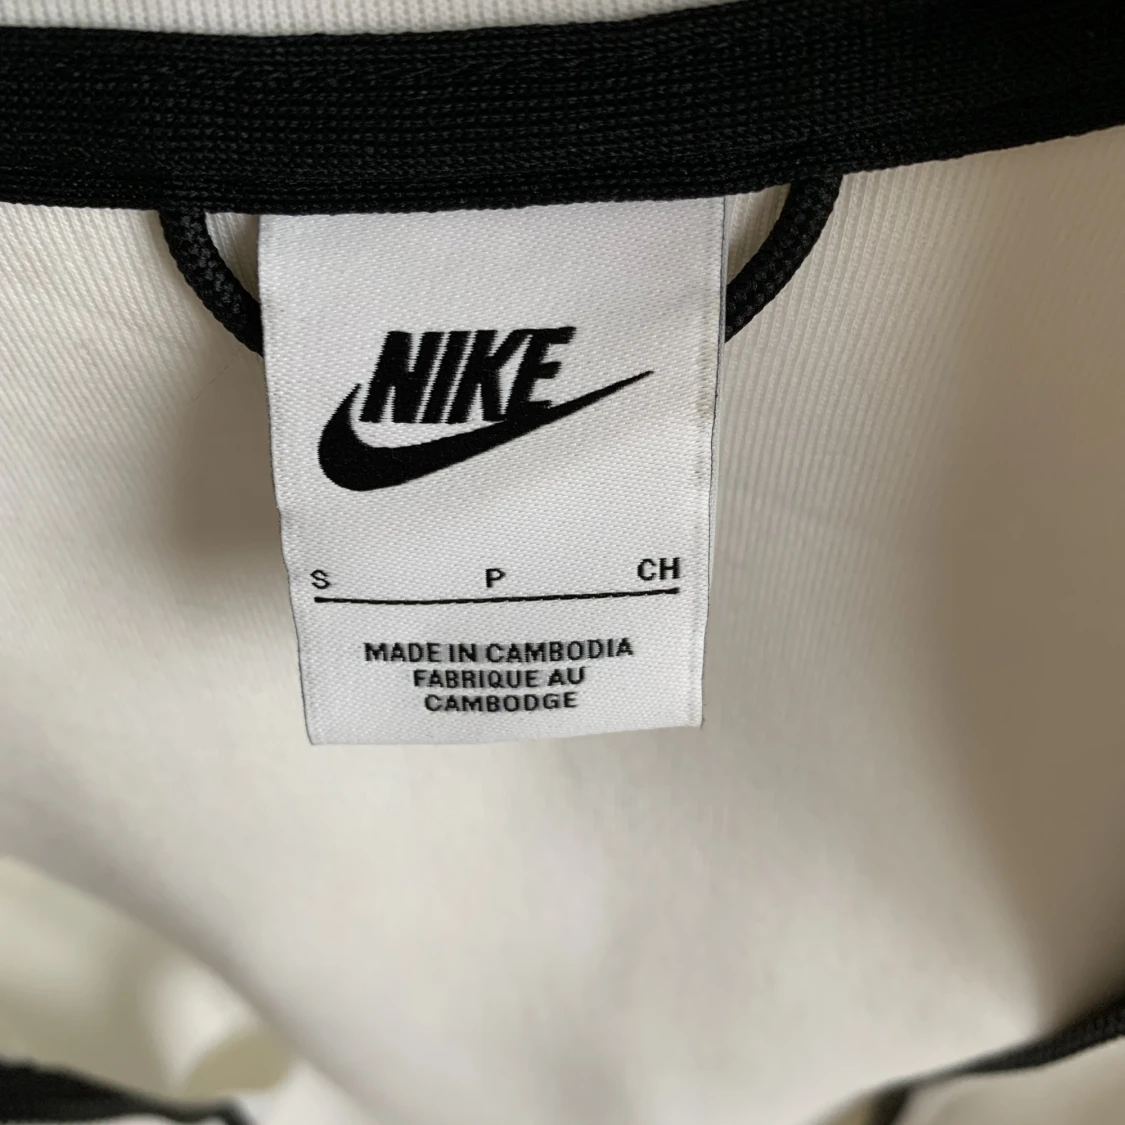 NIKE
S P CH
MADE IN CAMBODIA
FABRIQUE AU
CAMBODGE